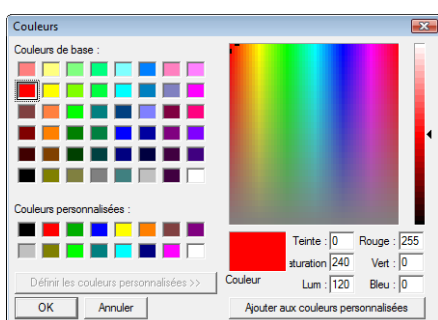 Couleurs
Couleurs de base :
Couleurs personnalisées :
Définir les couleurs personnalisées >>
OK
Annuler
Couleur
Teinte : 0
Rouge : 255
aturation 240
Vert : 0
Lum : 120
Bleu : 0
Ajouter aux couleurs personnalisées